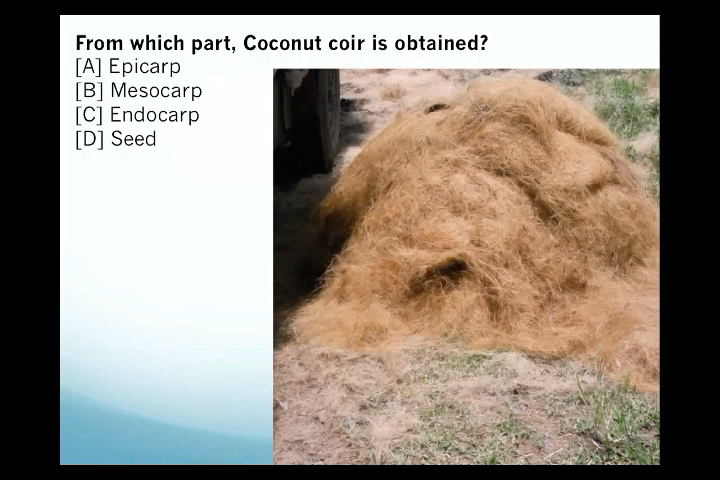 From which part, Coconut coir is obtained?
[A] Epicarp
[B] Mesocarp
[C] Endocarp
[D] Seed